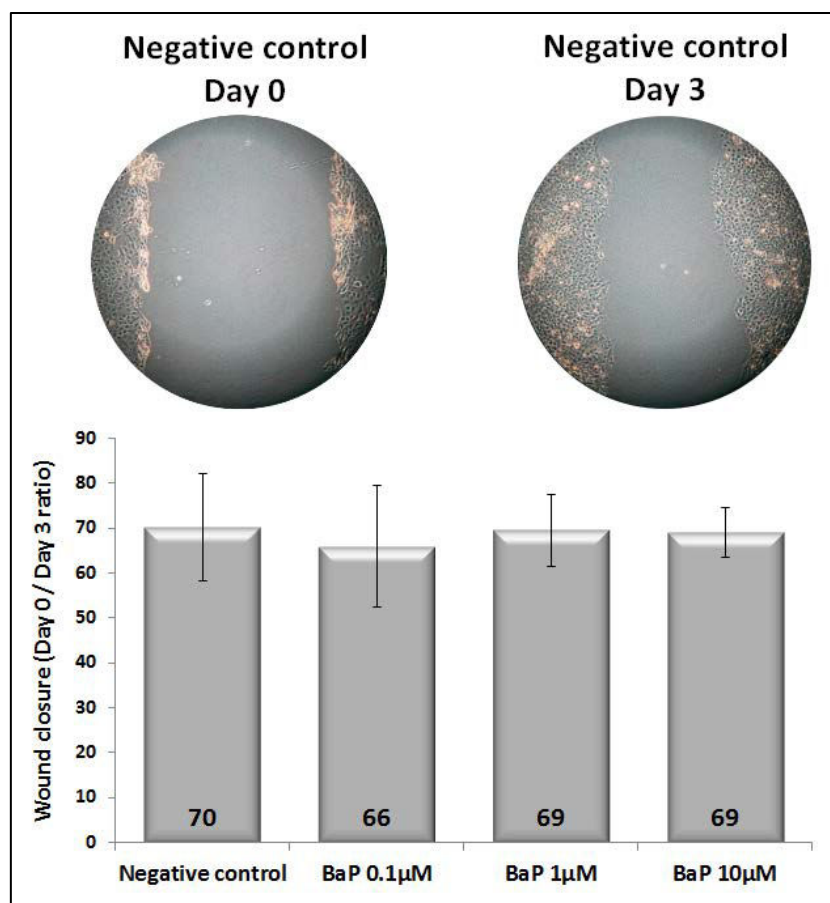 Negative control
Day 0
Negative control
Day 3
Wound closure (Day 0 / Day 3 ratio)
90
80
70
60
50
40
30
20
10
0
70
66
69
69
Negative control
BaP 0.1µM
BaP 1µM
BaP 10µM